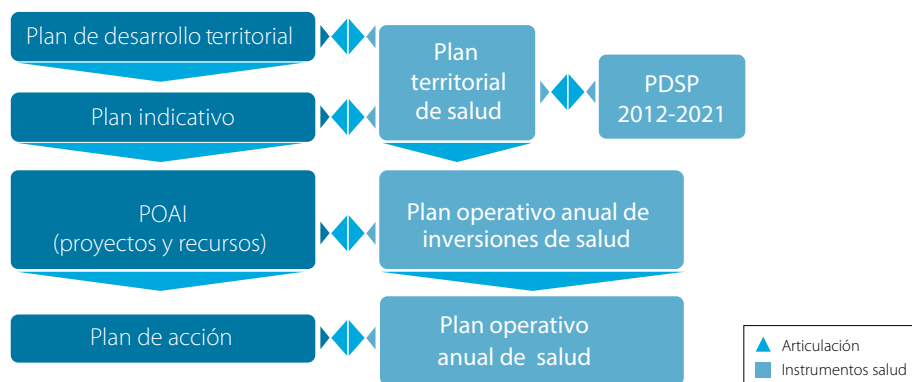 Plan de desarrollo territorial
Plan
territorial
de salud
PDSP
2012-2021
Plan indicativo
POAI
(proyectos y recursos)
Plan operativo anual de
inversiones de salud
Plan de acción
Plan operativo
anual de salud
Articulación
Instrumentos salud